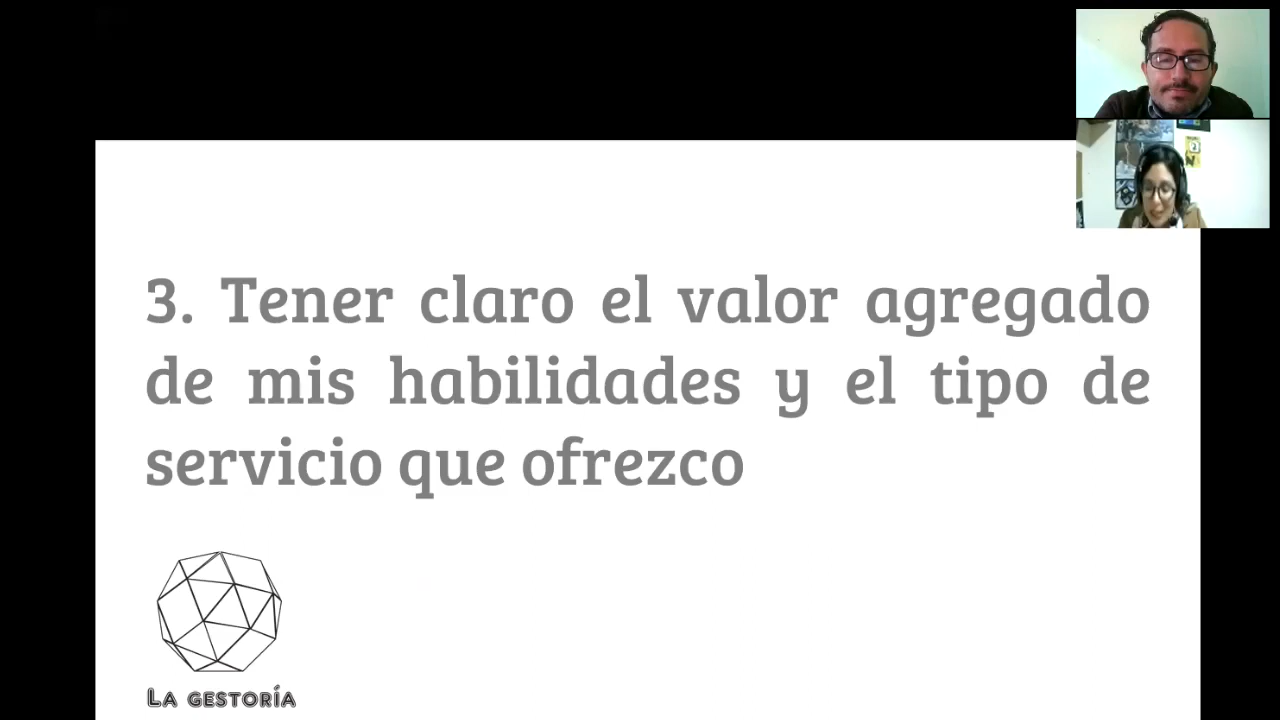 3. Tener claro el valor agregado
de mis habilidades y el tipo de
servicio que ofrezco
LA GESTORÍA